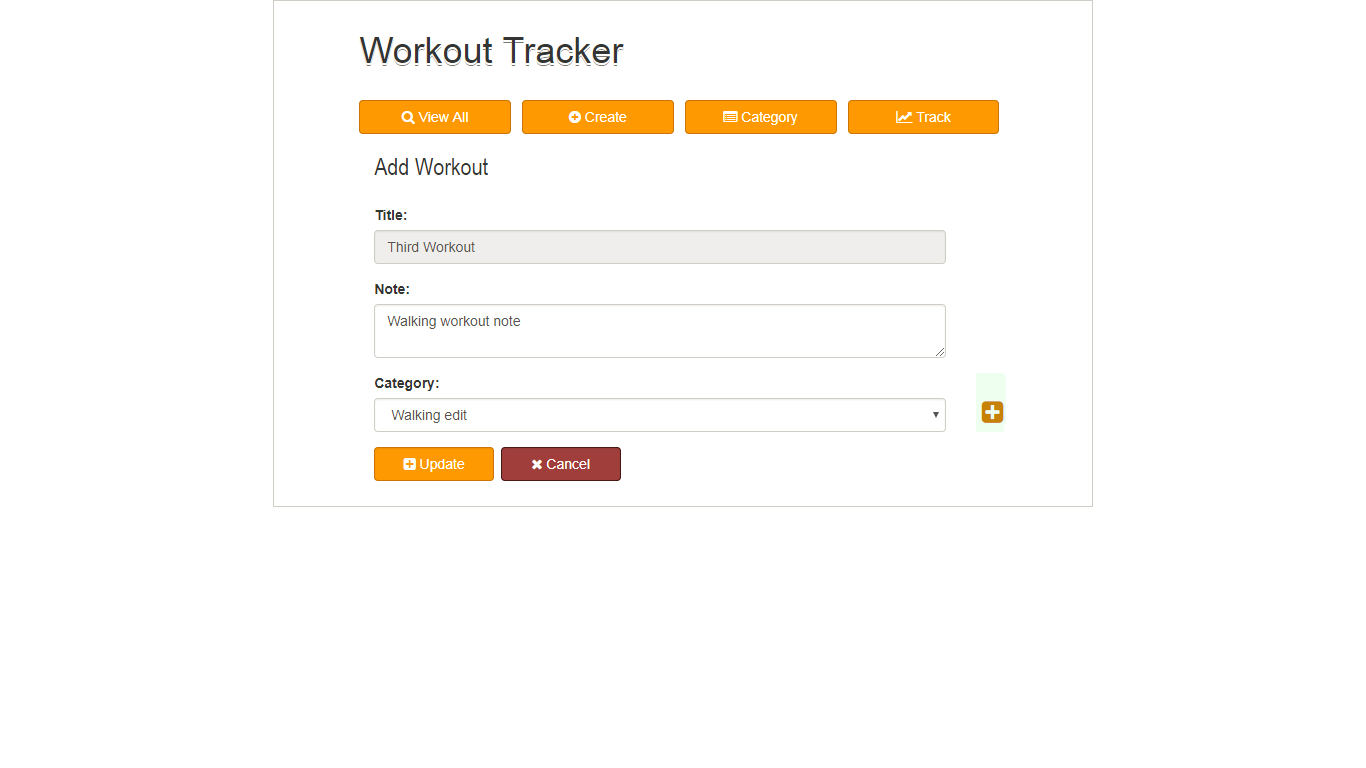 Workout Tracker
View All Create Category Track
Add Workout
Title:
Third Workout
Note:
Walking workout note
Category:
Walking edit
Update Cancel